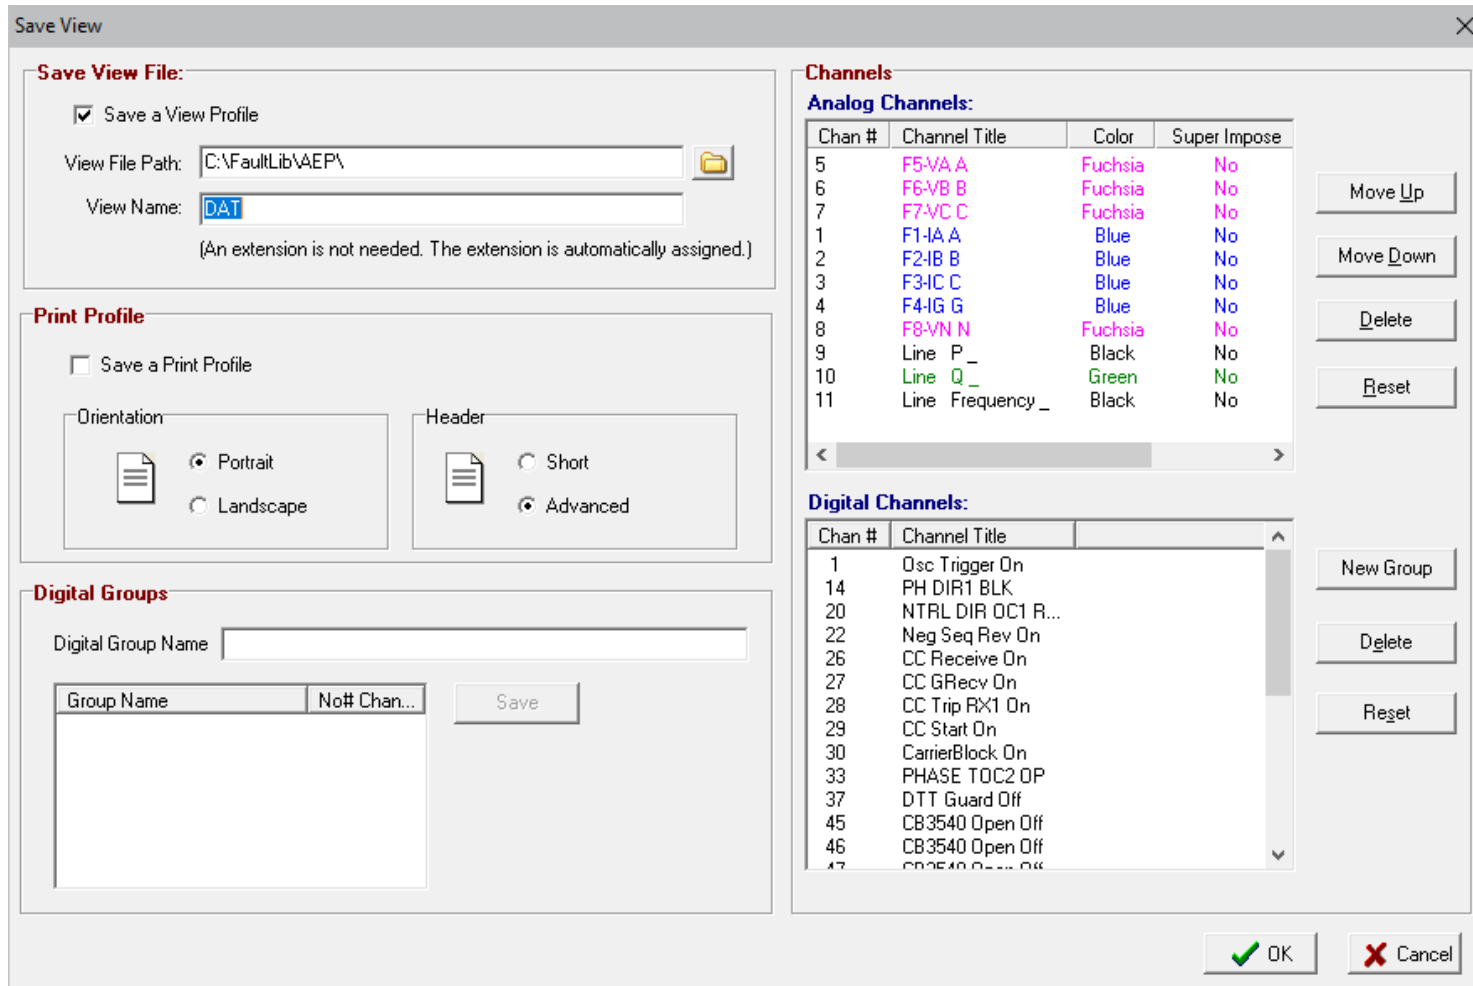 Save View
Save View File:
Save a View Profile
View File Path: C:\FaultLib\AEP\
View Name: DAT
(An extension is not needed. The extension is automatically assigned.)
Print Profile
Save a Print Profile
Orientation
Portrait
Landscape
Header
Short
Advanced
Digital Groups
Digital Group Name
Group Name No# Chan...
Save
Channels
Analog Channels:
Chan # Channel Title Color Super Impose
5 F5-VA A Fuchsia No
6 F6-VB B Fuchsia No
7 F7-VC C Fuchsia No
1 F1-IA A Blue No
2 F2-IB B Blue No
3 F3-IC C Blue No
4 F4-IG G Blue No
8 F8-VN N Fuchsia No
9 Line P _ Black No
10 Line Q _ Green No
11 Line Frequency _ Black No
Move Up
Move Down
Delete
Reset
Digital Channels:
Chan # Channel Title
1 Osc Trigger On
14 PH DIR1 BLK
20 NTRL DIR OC1 R...
22 Neg Seq Rev On
26 CC Receive On
27 CC GRecv On
28 CC Trip RX1 On
29 CC Start On
30 CarrierBlock On
33 PHASE TOC2 OP
37 DTT Guard Off
45 CB3540 Open Off
46 CB3540 Open Off
47 CB3540 Open Off
New Group
Delete
Reset
OK
Cancel